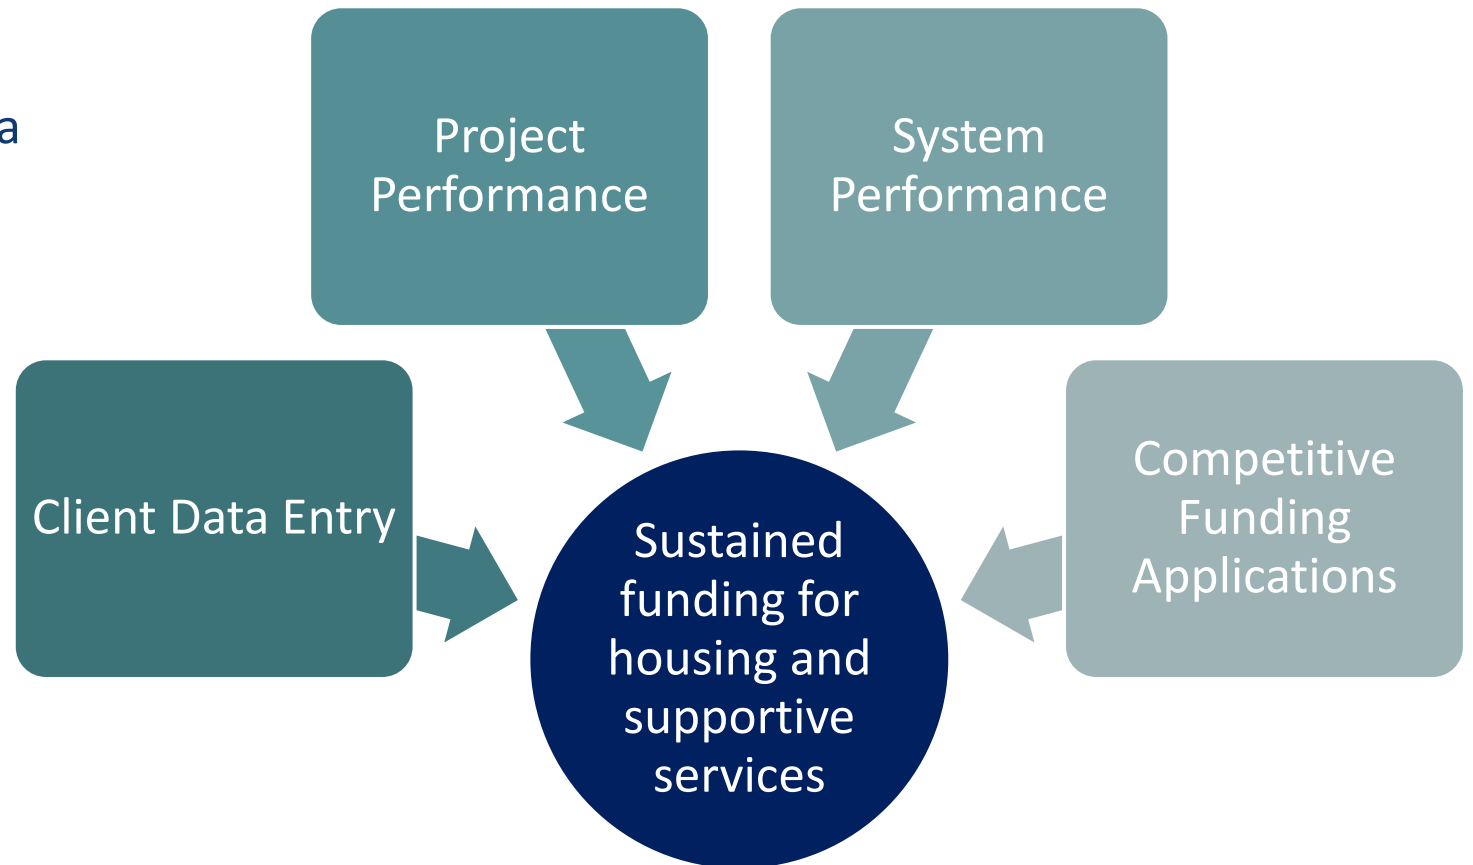 a
Project
Performance
System
Performance
Client Data Entry
Competitive
Funding
Applications
Sustained
funding for
housing and
supportive
services